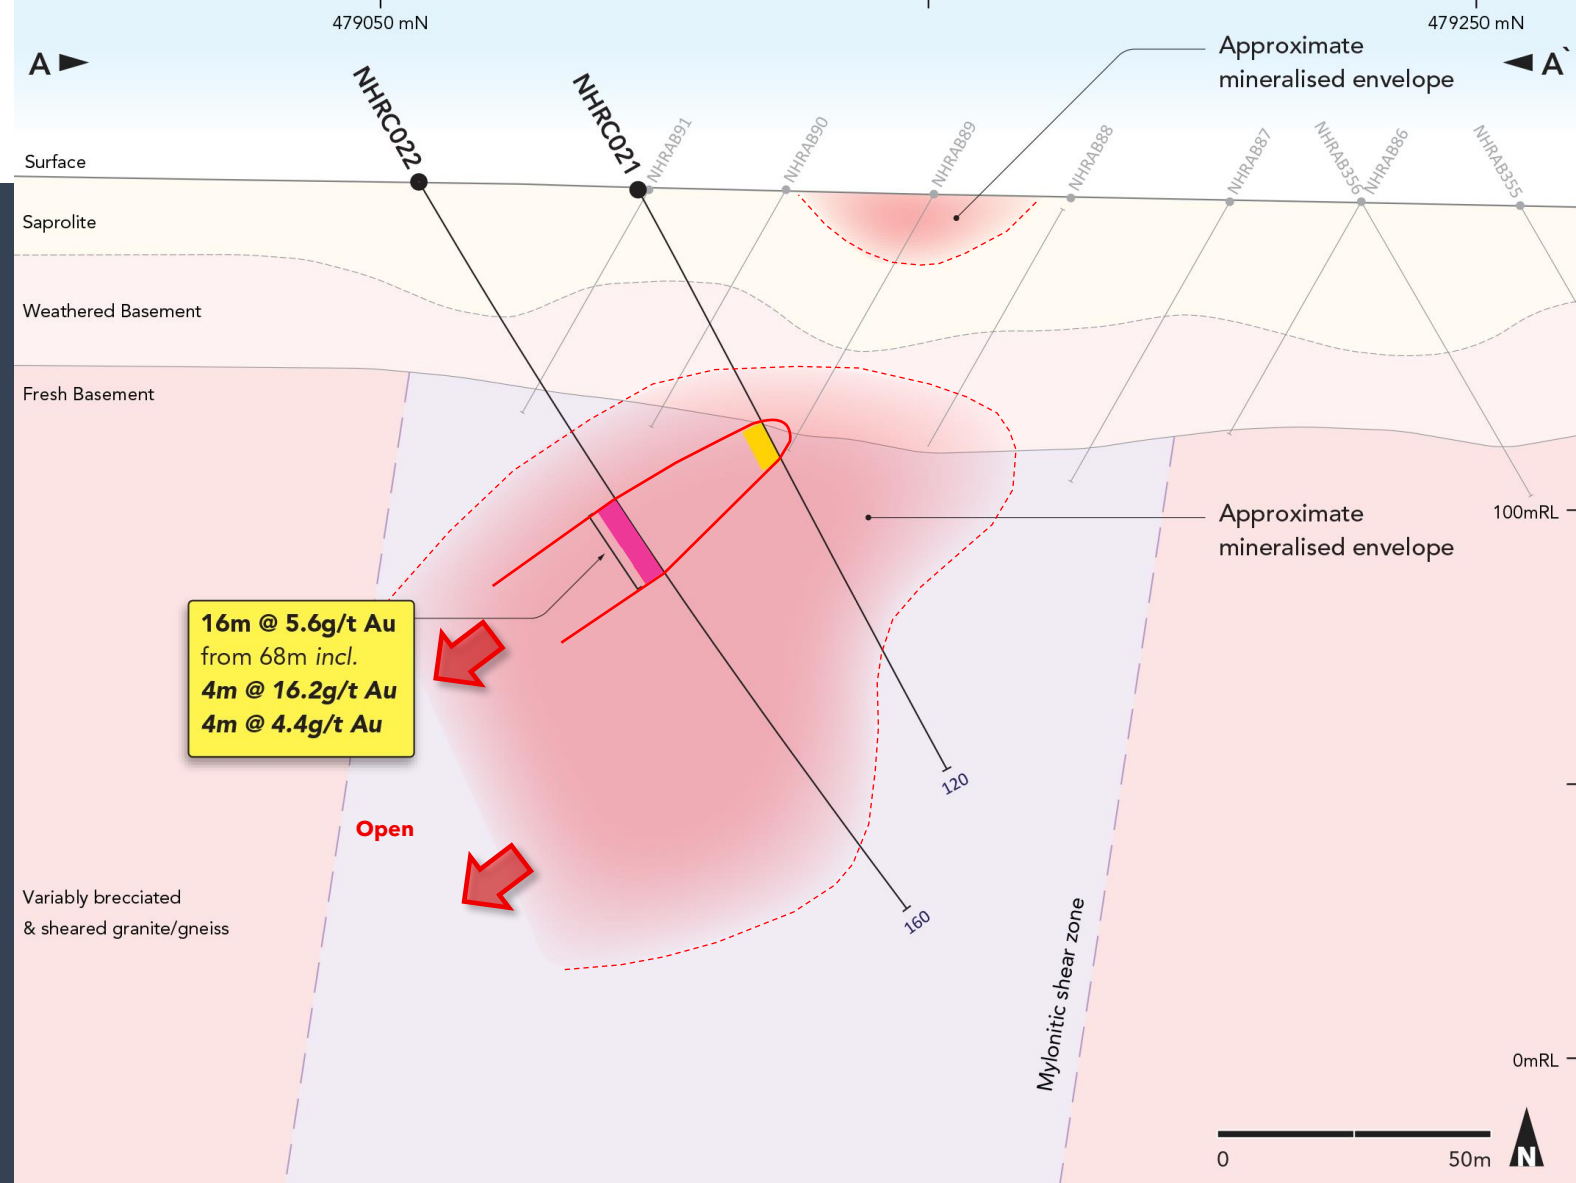 479050 mN
479250 mN
A
Approximate
mineralised envelope
A`
NHRC022
NHRC021
NHRAB91
NHRAB90
NHRAB89
NHRAB88
NHRAB87
NHRAB356
NHRAB86
NHRAB355
Surface
Saprolite
Weathered Basement
Fresh Basement
100mRL
Approximate
mineralised envelope
16m @ 5.6g/t Au
from 68m incl.
4m @ 16.2g/t Au
4m @ 4.4g/t Au
120
Open
Variably brecciated
& sheared granite/gneiss
160
Mylonitic shear zone
0mRL
0
50m
N